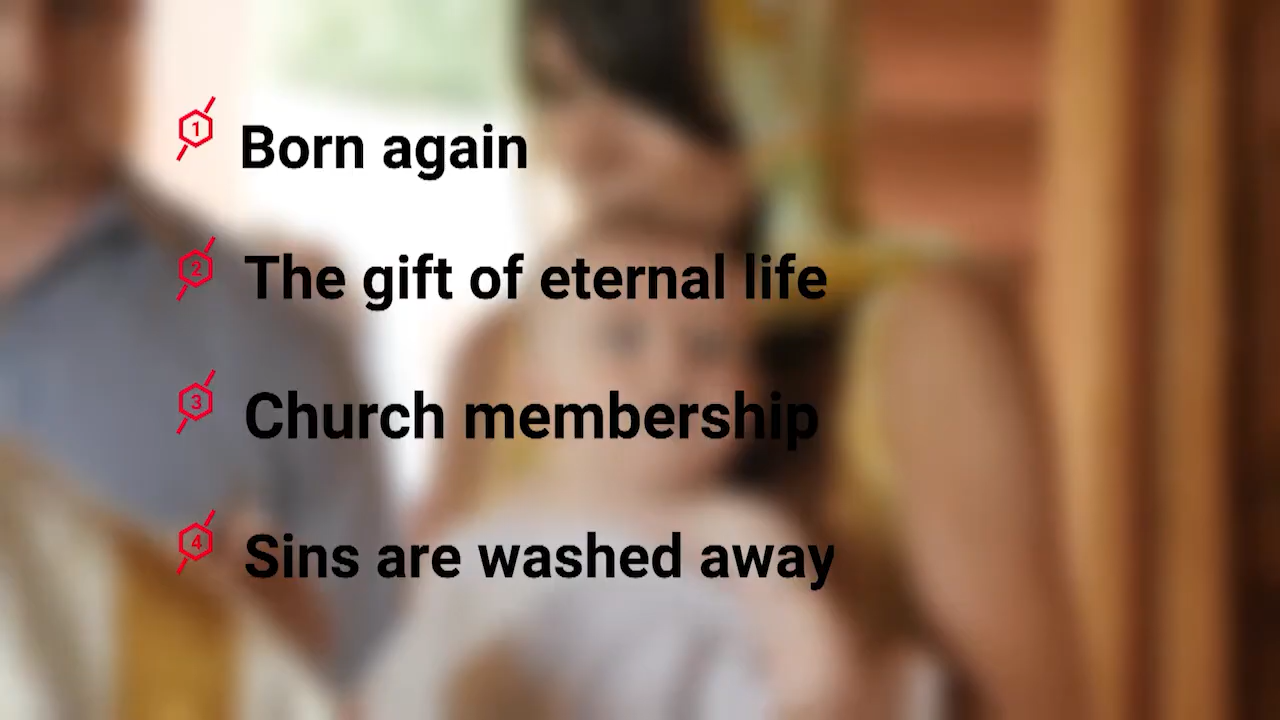 1 Born again
2 The gift of eternal life
3 Church membership
4 Sins are washed away